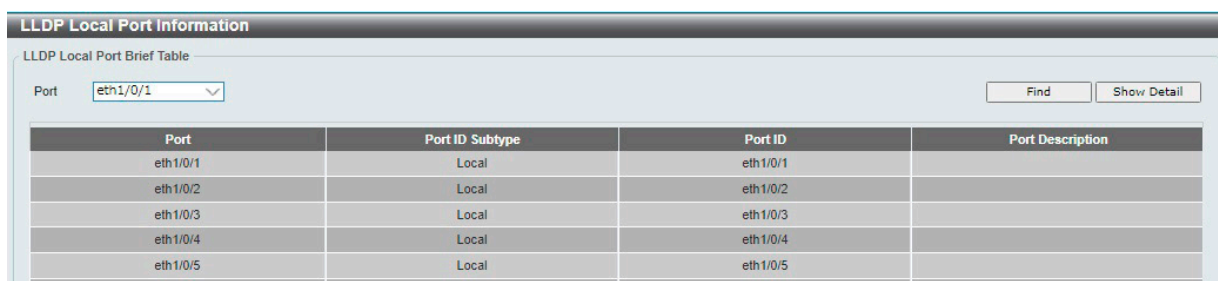 LLDP Local Port Information
LLDP Local Port Brief Table
Port eth1/0/1 Find Show Detail
Port Port ID Subtype Port ID Port Description
eth1/0/1 Local eth1/0/1
eth1/0/2 Local eth1/0/2
eth1/0/3 Local eth1/0/3
eth1/0/4 Local eth1/0/4
eth1/0/5 Local eth1/0/5